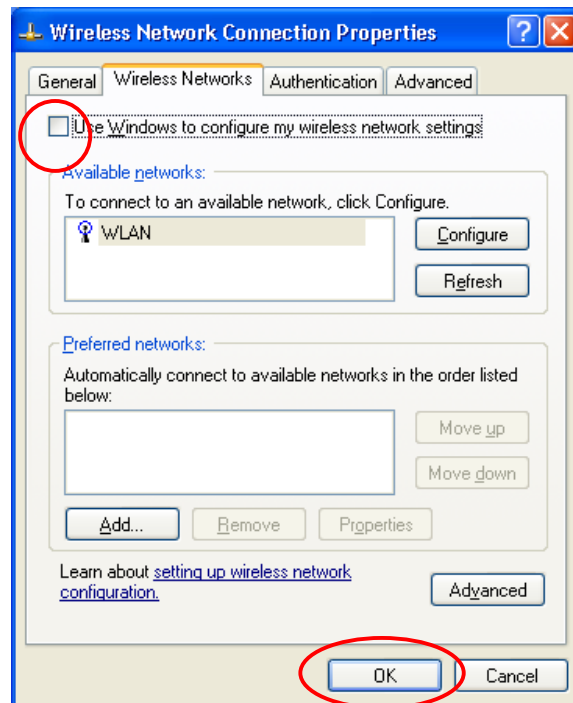 Wireless Network Connection Properties
General Wireless Networks Authentication Advanced
Use Windows to configure my wireless network settings
Available networks:
To connect to an available network, click Configure.
WLAN
Configure
Refresh
Preferred networks:
Automatically connect to available networks in the order listed
below:
Move up
Move down
Add... Remove Properties
Learn about setting up wireless network
configuration.
Advanced
OK Cancel